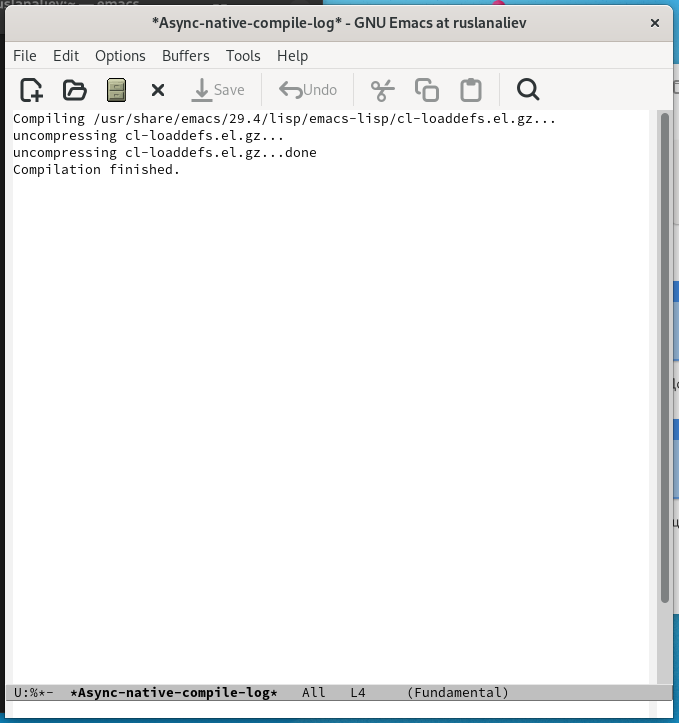 *Async-native-compile-log* - GNU Emacs at ruslanaliev
File Edit Options Buffers Tools Help
Save Undo
Compiling /usr/share/emacs/29.4/lisp/emacs-lisp/cl-loaddefs.el.gz...
uncompressing cl-loaddefs.el.gz...
uncompressing cl-loaddefs.el.gz...done
Compilation finished.
U:%*- *Async-native-compile-log* All L4 (Fundamental)